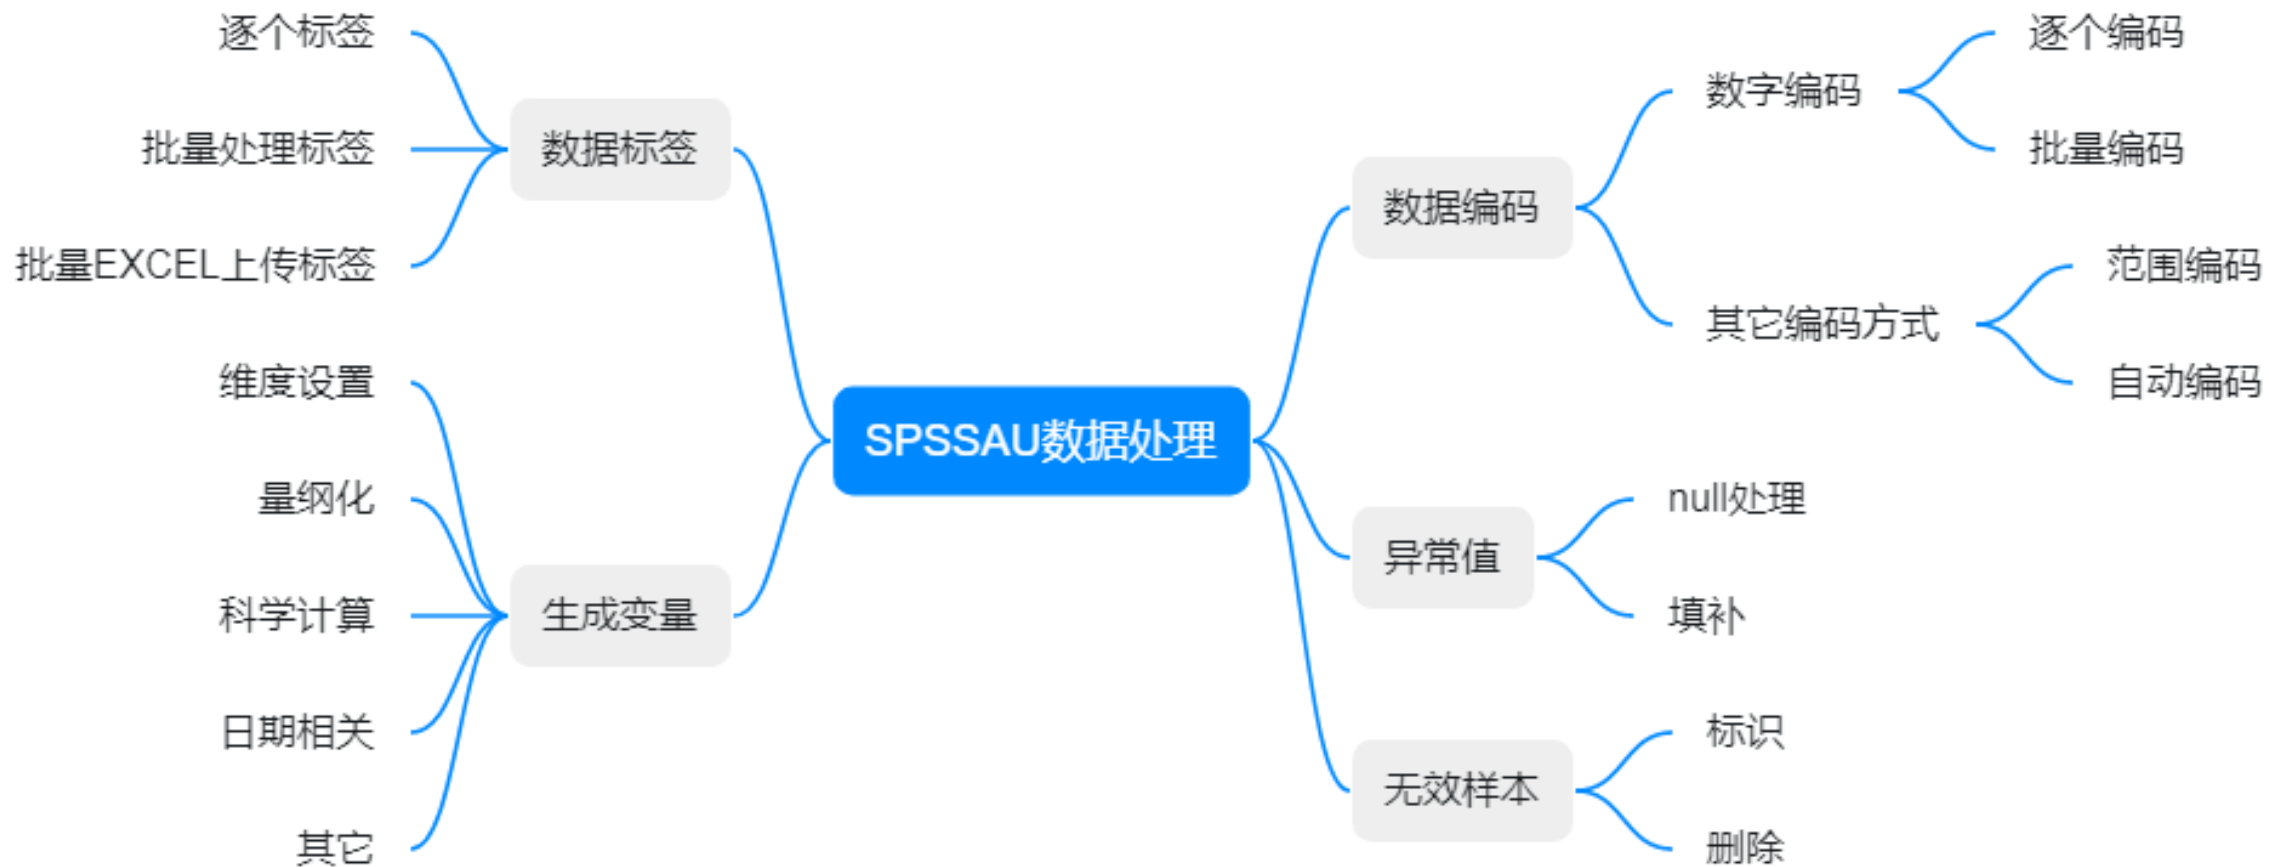 SPSSAU数据处理
数据标签
逐个标签
批量处理标签
批量EXCEL上传标签
生成变量
维度设置
量纲化
科学计算
日期相关
其它
数据编码
数字编码
逐个编码
批量编码
其它编码方式
范围编码
自动编码
异常值
null处理
填补
无效样本
标识
删除